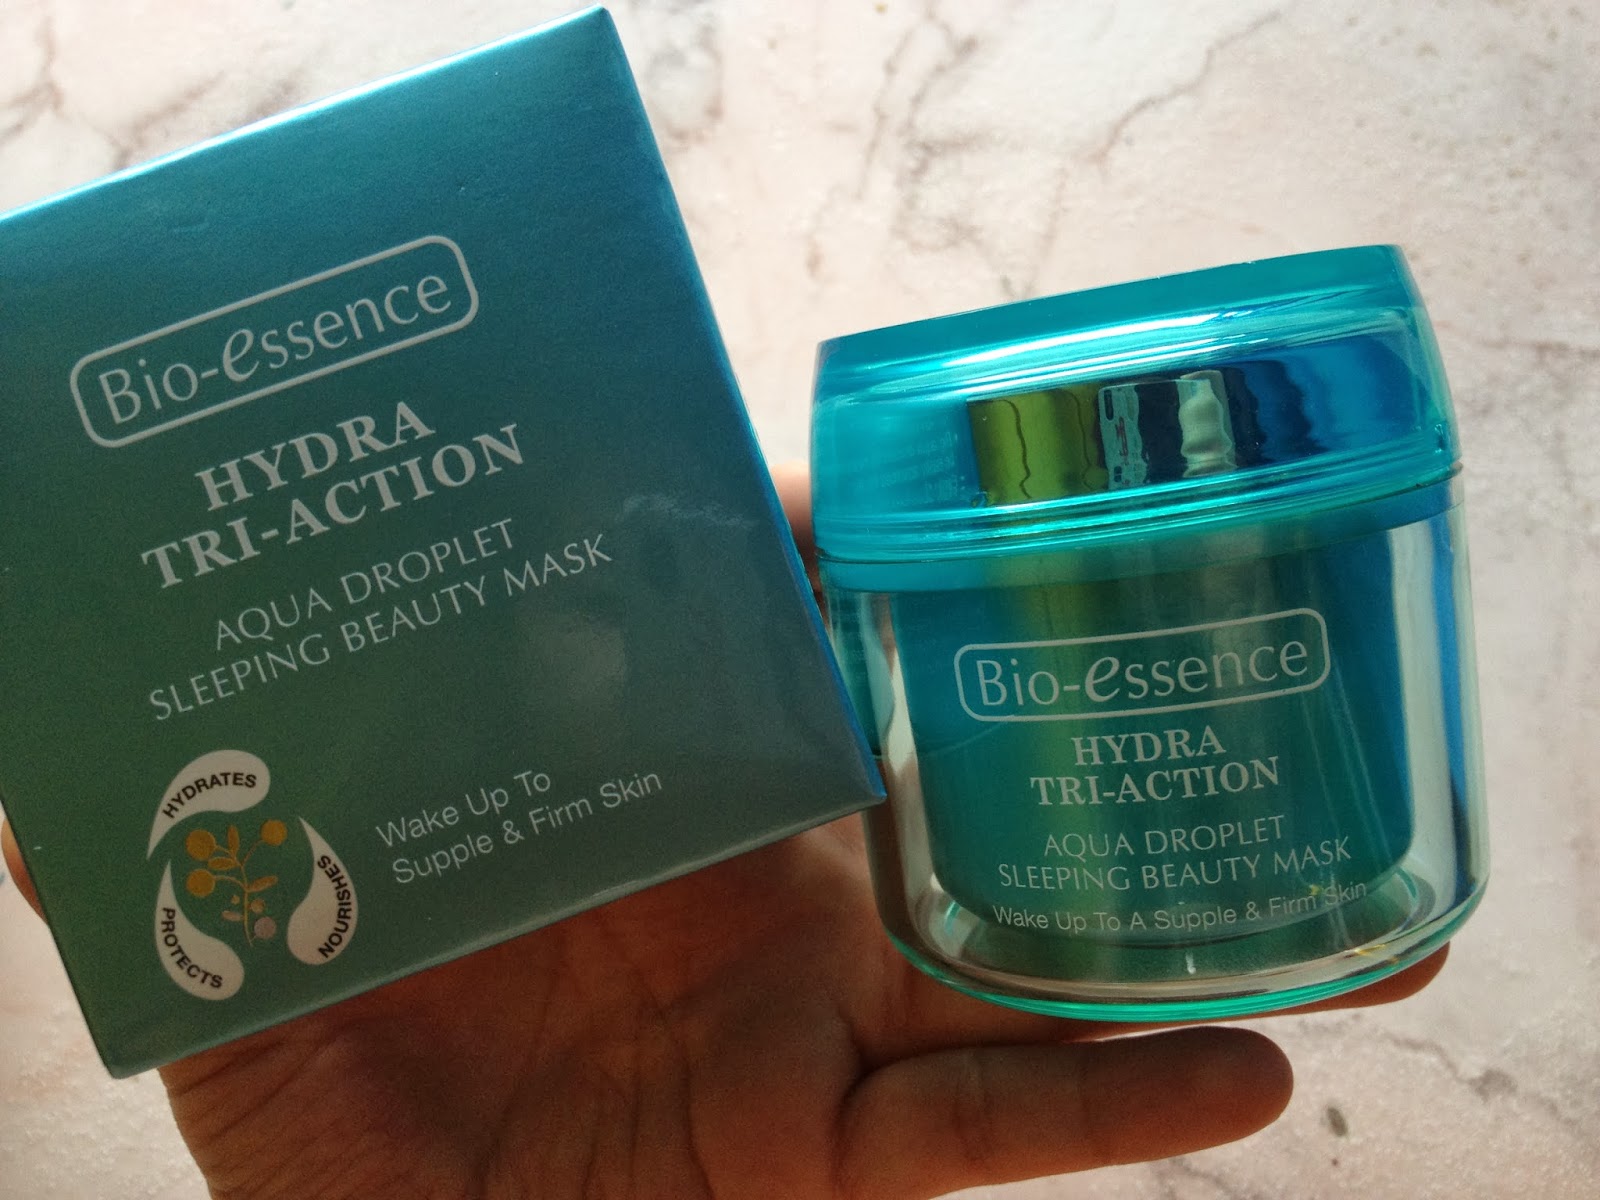 Bio-essence
HYDRA
TRI-ACTION
AQUA DROPLET
SLEEPING BEAUTY MASK
HYDRATES
NOURISHES
PROTECTS
Wake Up To
Supple & Firm Skin
Bio-essence
HYDRA
TRI-ACTION
AQUA DROPLET
SLEEPING BEAUTY MASK
Wake Up To A Supple & Firm Skin